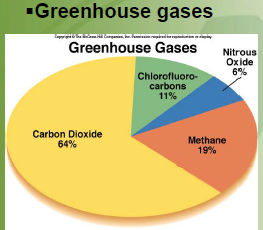 ▪Greenhouse gases
Copyright © The McGraw-Hill Companies, Inc. Permission required for reproduction or display.
Greenhouse Gases
Nitrous
Oxide
6%
Chlorofluoro-
carbons
11%
Carbon Dioxide
64%
Methane
19%